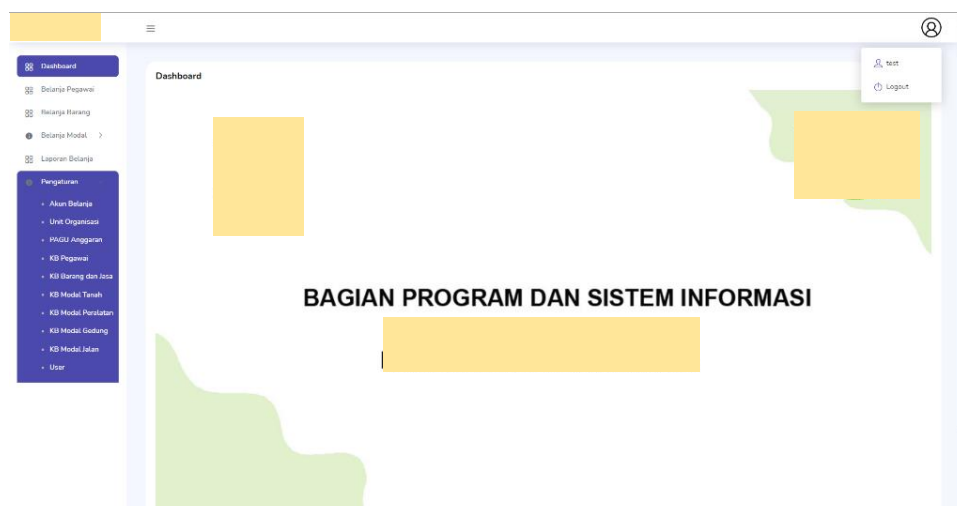 Dashboard
Belanja Pegawai
Belanja Barang
Belanja Modal
Laporan Belanja
Pengaturan
Akun Belanja
Unit Organisasi
PAGU Anggaran
KB Pegawai
KB Barang dan Jasa
KB Modal Tanah
KB Modal Peralatan
KB Modal Gedung
KB Modal Jalan
User
test
Logout
Dashboard
BAGIAN PROGRAM DAN SISTEM INFORMASI